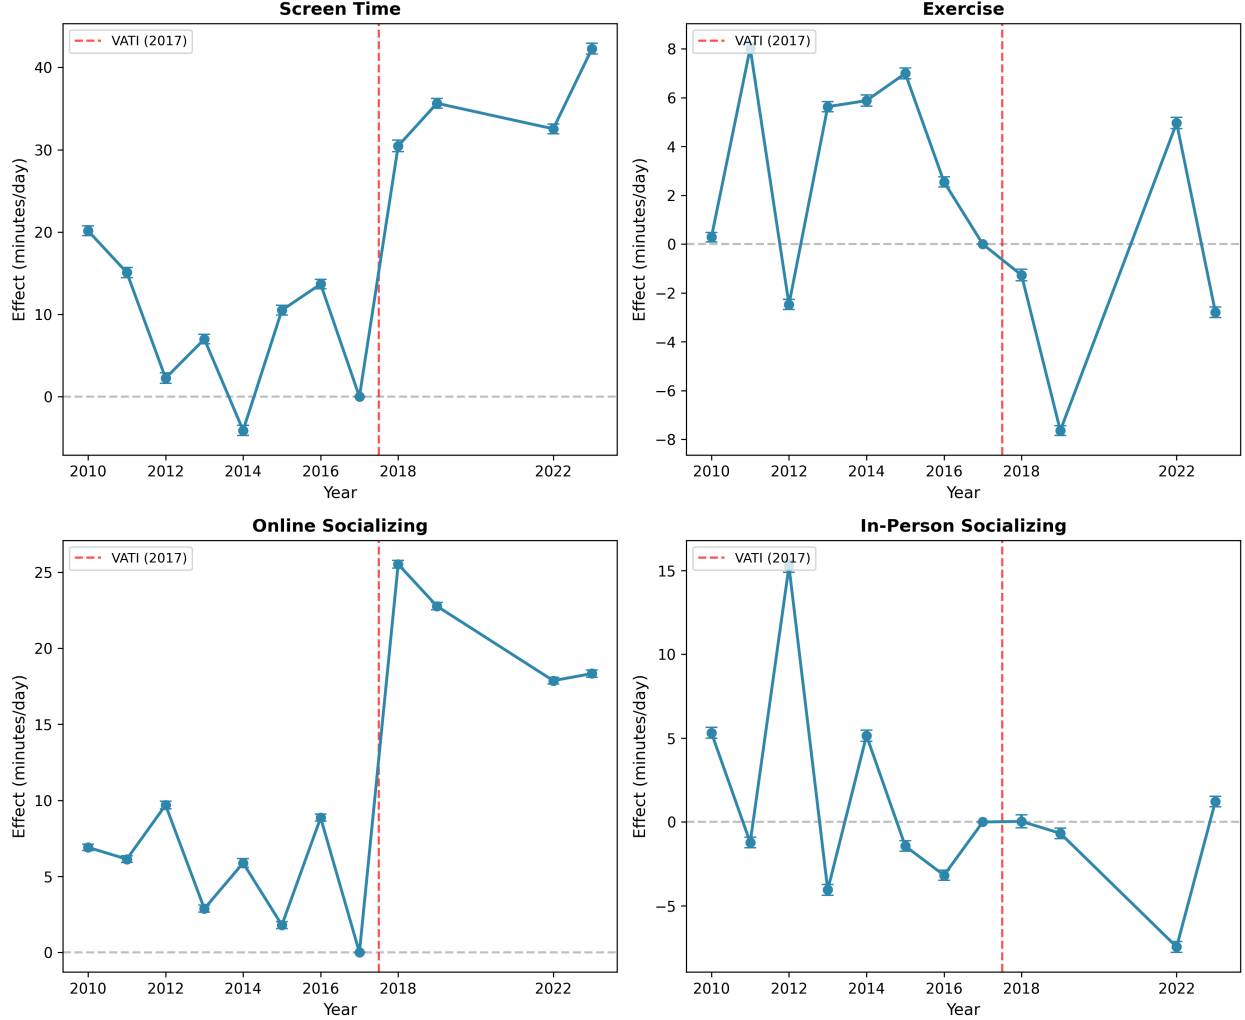 Screen Time
VATI (2017)
Effect (minutes/day)
40
30
20
10
0
2010 2012 2014 2016 2018 2022
Year
Exercise
VATI (2017)
Effect (minutes/day)
8
6
4
2
0
−2
−4
−6
−8
2010 2012 2014 2016 2018 2022
Year
Online Socializing
VATI (2017)
Effect (minutes/day)
25
20
15
10
5
0
2010 2012 2014 2016 2018 2022
Year
In-Person Socializing
VATI (2017)
Effect (minutes/day)
15
10
5
0
−5
2010 2012 2014 2016 2018 2022
Year